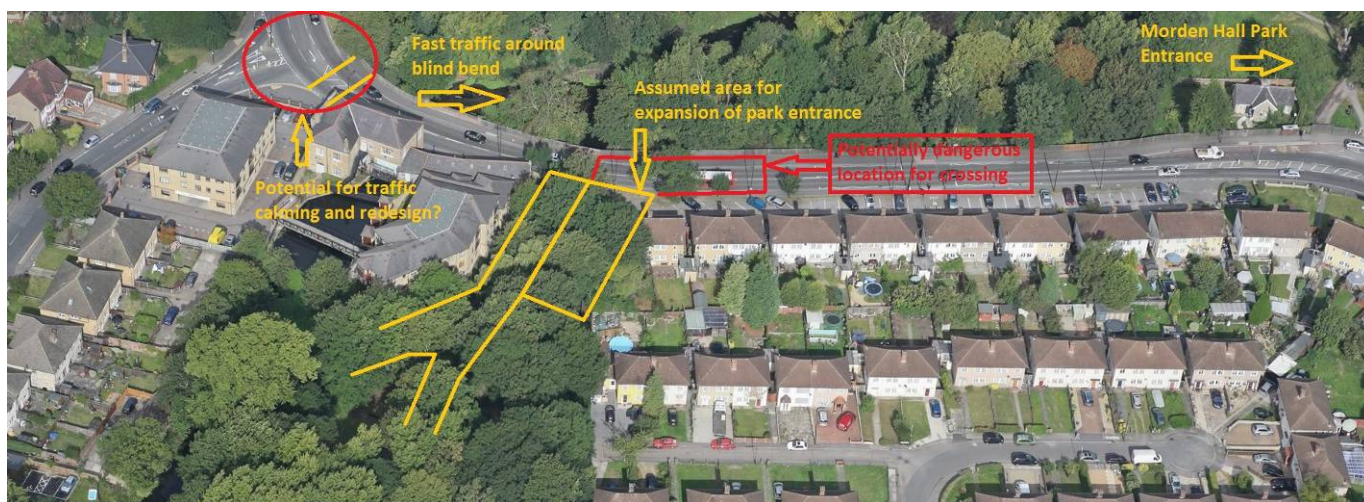 Fast traffic around
blind bend
Morden Hall Park
Entrance
Assumed area for
expansion of park entrance
Potentially dangerous
location for crossing
Potential for traffic
calming and redesign?